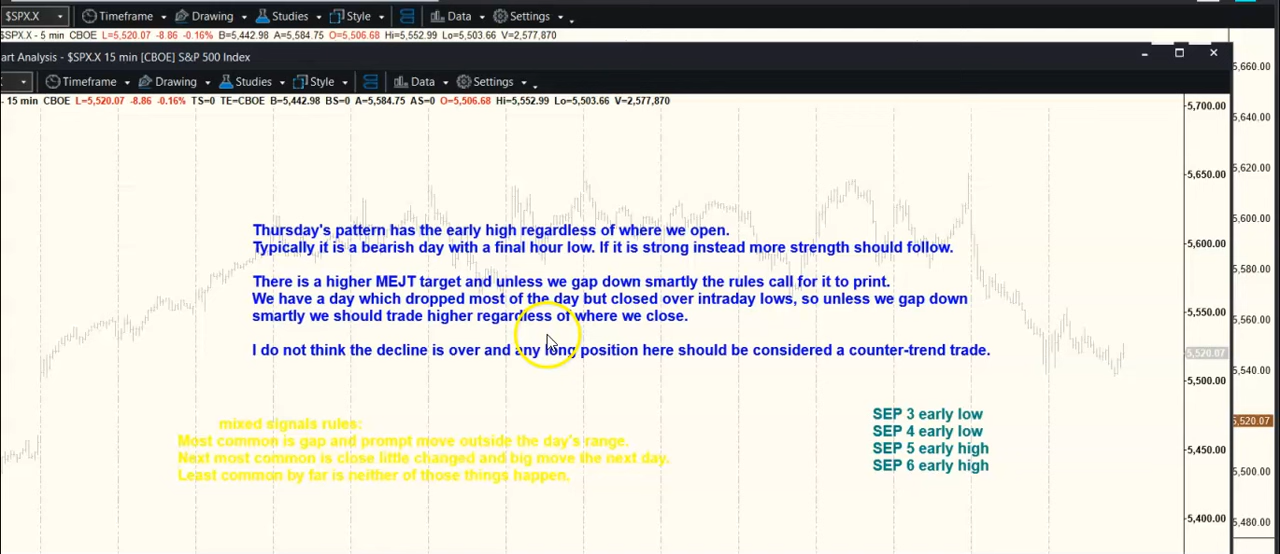 $SPX.X Timeframe Drawing Studies Style Data Settings
$SPX.X - 5 min CBOE L=5,520.07 -8.86 -0.16% B=5,442.98 A=5,584.75 O=5,506.68 Hi=5,552.99 Lo=5,503.66 V=2,577,870
art Analysis - $SPX.X 15 min [CBOE] S&P 500 Index
Timeframe Drawing Studies Style Data Settings
- 15 min CBOE L=5,520.07 -8.86 -0.16% TS=0 TE=CBOE B=5,442.98 BS=0 A=5,584.75 AS=0 O=5,506.68 Hi=5,552.99 Lo=5,503.66 V=2,577,870
Thursday's pattern has the early high regardless of where we open.
Typically it is a bearish day with a final hour low. If it is strong instead more strength should follow.
There is a higher MEJT target and unless we gap down smartly the rules call for it to print.
We have a day which dropped most of the day but closed over intraday lows, so unless we gap down
smartly we should trade higher regardless of where we close.
I do not think the decline is over and any long position here should be considered a counter-trend trade.
mixed signals rules:
Most common is gap and prompt move outside the day's range.
Next most common is close little changed and big move the next day.
Least common by far is neither of those things happen.
SEP 3 early low
SEP 4 early low
SEP 5 early high
SEP 6 early high
5,700.00
5,650.00
5,600.00
5,550.00
5,520.07
5,500.00
5,450.00
5,400.00
5,660.00
5,640.00
5,620.00
5,600.00
5,580.00
5,560.00
5,540.00
5,520.07
5,500.00
5,480.00